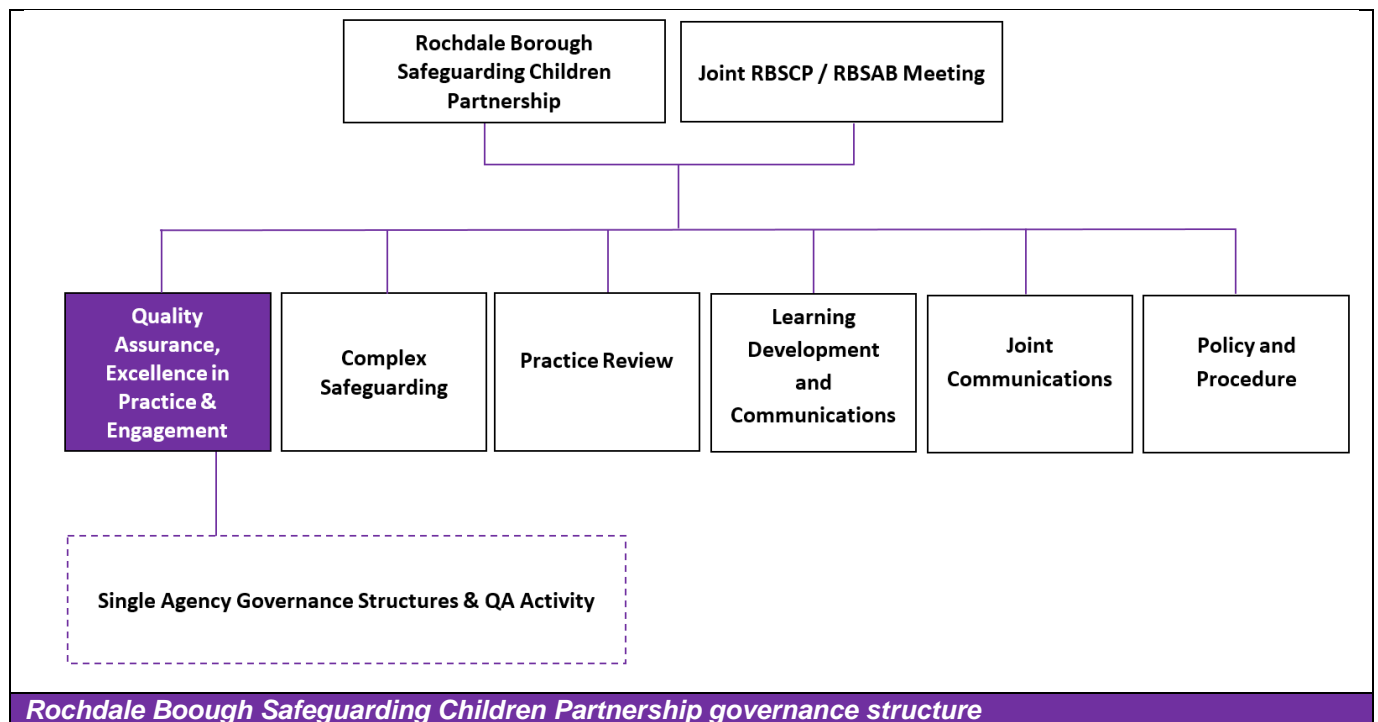 Rochdale Borough
Safeguarding Children
Partnership
Joint RBSCP / RBSAB Meeting
Quality
Assurance,
Excellence in
Practice &
Engagement
Complex
Safeguarding
Practice Review
Learning
Development
and
Communications
Joint
Communications
Policy and
Procedure
Single Agency Governance Structures & QA Activity
Rochdale Boough Safeguarding Children Partnership governance structure